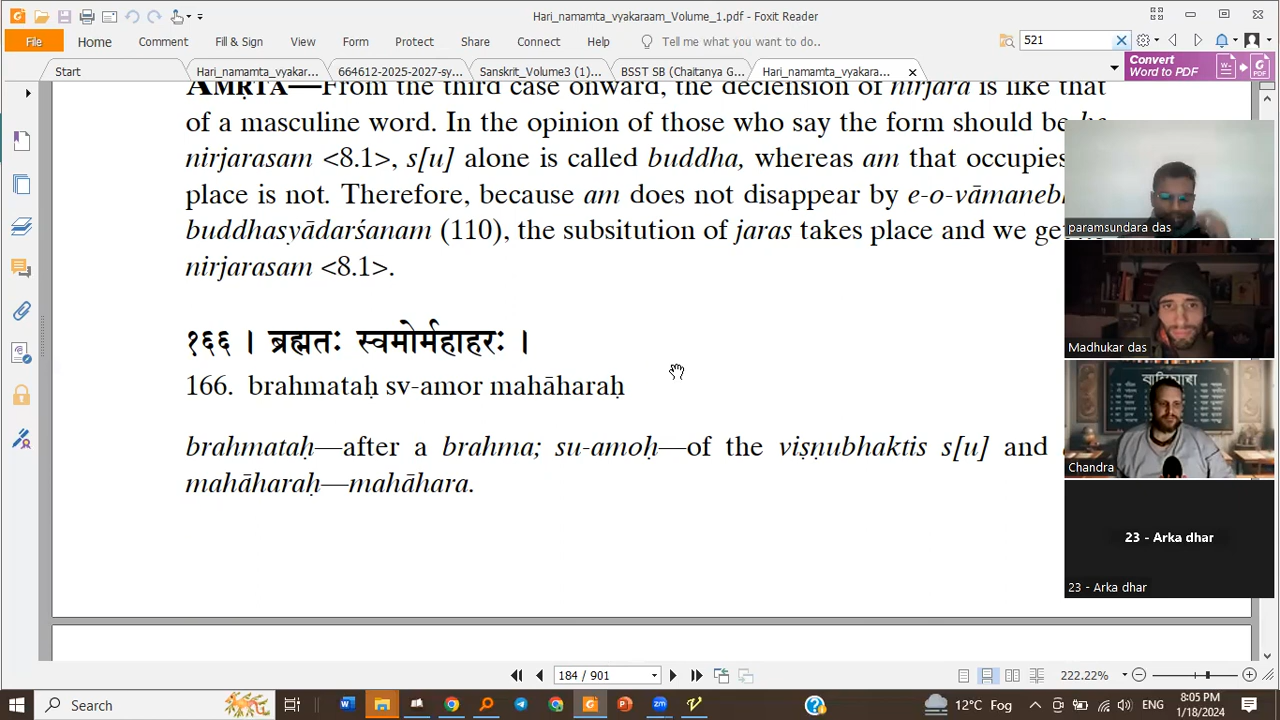 Hari_namamta_vyakaraam_Volume_1.pdf - Foxit Reader
File Home Comment Fill & Sign View Form Protect Share Connect Help Tell me what you want to do.. 521
Start Hari_namamta_vyakar... 664612-2025-2027-sy... Sanskrit_Volume3 (1)... BSST SB (Chaitanya G... Hari_namamta_vyakara... Convert
Word to PDF
AMṚTA—From the third case onward, the declension of nirjara is like that
of a masculine word. In the opinion of those who say the form should be he
nirjarasam <8.1>, s[u] alone is called buddha, whereas am that occupies
place is not. Therefore, because am does not disappear by e-o-vāmaneb
buddhasyādarśanam (110), the subsitution of jaras takes place and we get
nirjarasam <8.1>.
१६६ । ब्रह्मतः स्वमोर्महाहरः ।
166. brahmataḥ sv-amor mahāharaḥ
brahmataḥ—after a brahma; su-amoḥ—of the viṣṇubhaktis s[u] and
mahāharaḥ—mahāhara.
paramsundara das
Madhukar das
Chandra
23 - Arka dhar
23 - Arka dhar
184 / 901 222.22%
Search 12°C Fog ENG 8:05 PM
1/18/2024